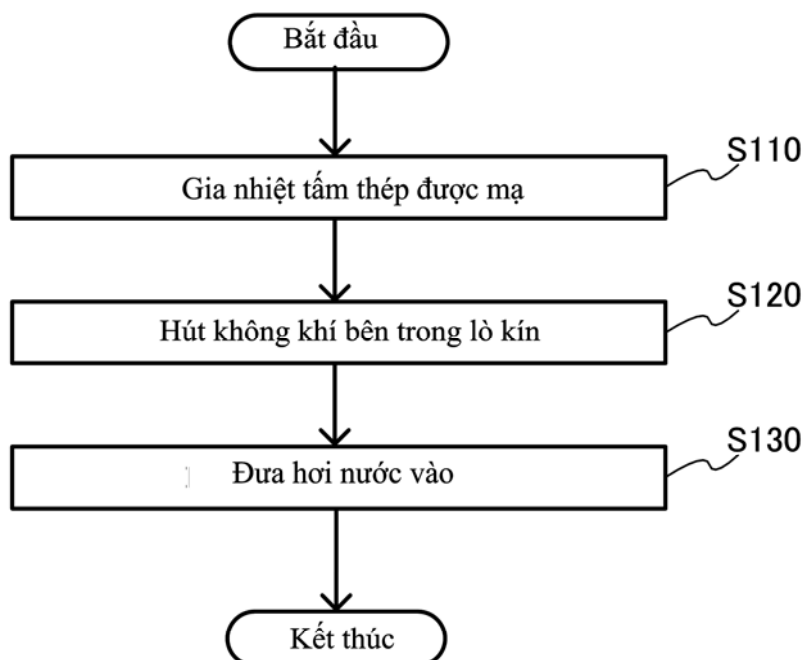 Bắt đầu
S110
Gia nhiệt tấm thép được mạ
S120
Hút không khí bên trong lò kín
S130
Đưa hơi nước vào
Kết thúc